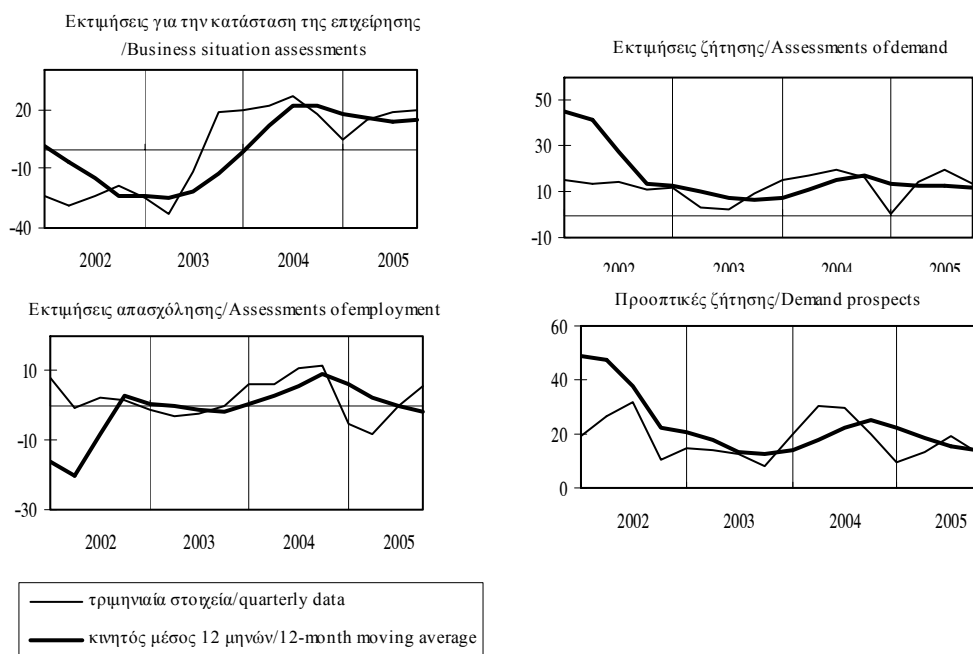 Εκτιμήσεις για την κατάσταση της επιχείρησης
/Business situation assessments
20
-10
-40
2002 2003 2004 2005
Εκτιμήσεις ζήτησης/Assessments of demand
50
30
10
-10
2002 2003 2004 2005
Εκτιμήσεις απασχόλησης/Assessments of employment
10
-10
-30
2002 2003 2004 2005
Προοπτικές ζήτησης/Demand prospects
60
40
20
0
2002 2003 2004 2005
τριμηνιαία στοιχεία/quarterly data
κινητός μέσος 12 μηνών/12-month moving average